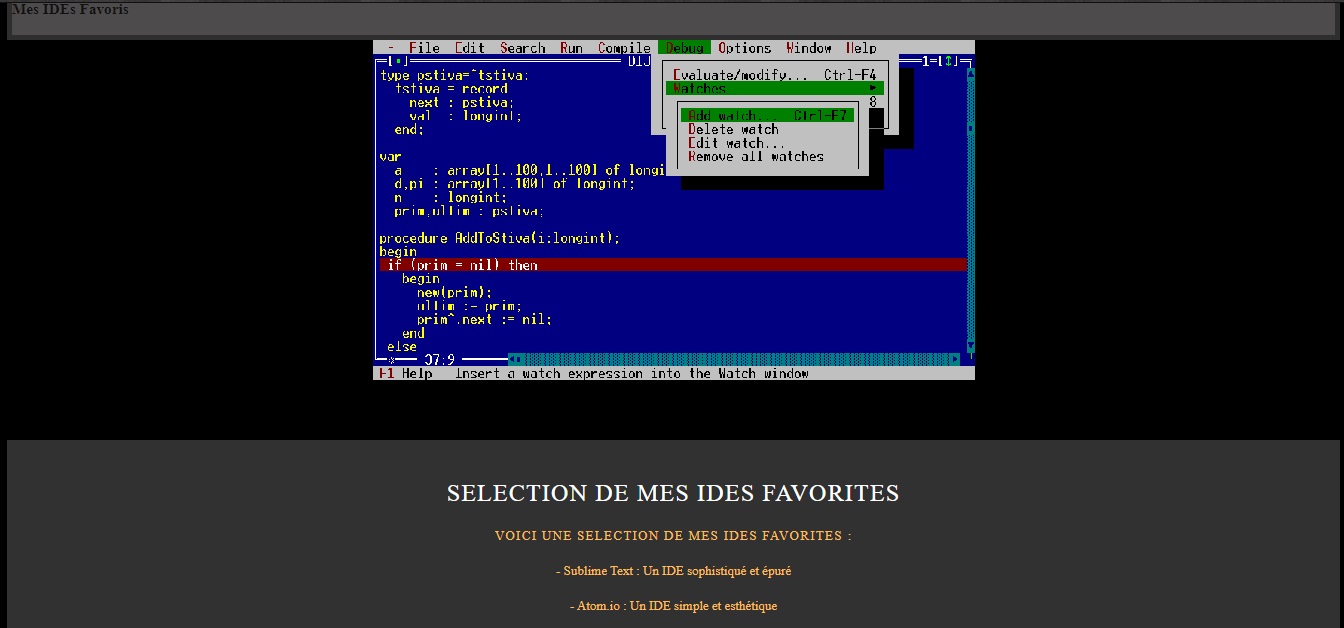 Mes IDEs Favoris
- File Edit Search Run Compile Debug Options Window Help
1=[↕]
type pstiva=^tstiva;
tstiva = record
next : pstiva;
val : longint;
end;
Evaluate/modify... Ctrl-F4
Watches ►
8
Add watch... Ctrl-F7
Delete watch
Edit watch...
Remove all watches
var
a : array[1..100,1..100] of longi
d,pi : array[1..100] of longint;
n : longint;
prim,ultim : pstiva;
procedure AddToStiva(i:longint);
begin
if (prim = nil) then
begin
new(prim);
ultim := prim;
prim^.next := nil;
end
else
37:9
F1 Help Insert a watch expression into the Watch window
SELECTION DE MES IDES FAVORITES
VOICI UNE SELECTION DE MES IDES FAVORITES :
- Sublime Text : Un IDE sophistiqué et épuré
- Atom.io : Un IDE simple et esthétique